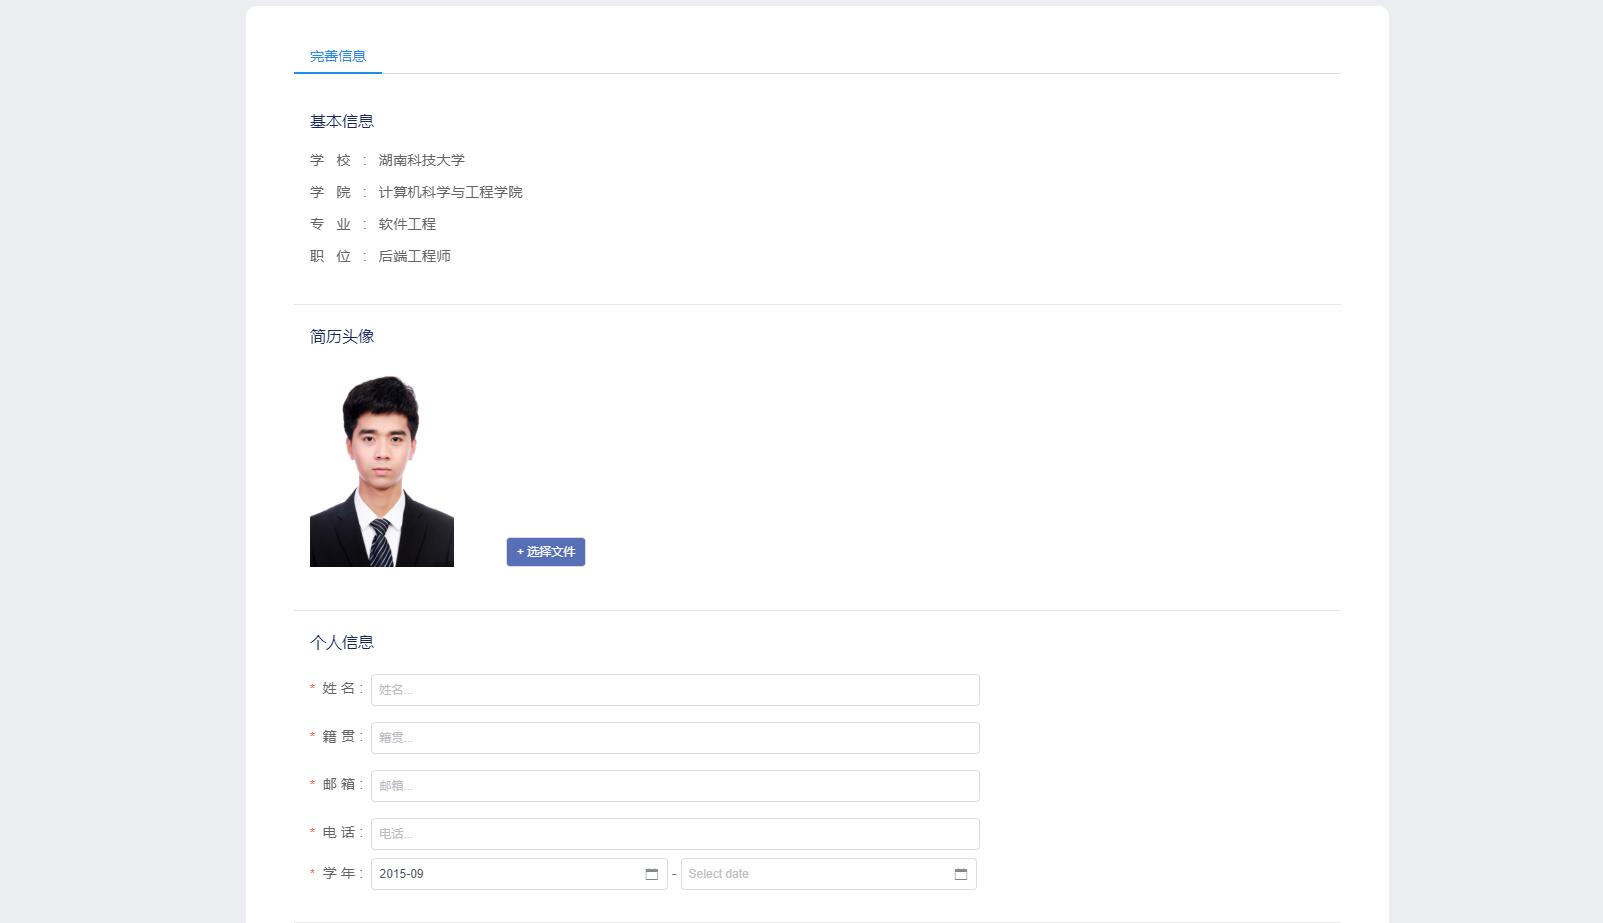 完善信息
基本信息
学 校 : 湖南科技大学
学 院 : 计算机科学与工程学院
专 业 : 软件工程
职 位 : 后端工程师
简历头像
+ 选择文件
个人信息
* 姓 名 : 姓名...
* 籍 贯 : 籍贯...
* 邮 箱 : 邮箱...
* 电 话 : 电话...
* 学 年 : 2015-09 - Select date